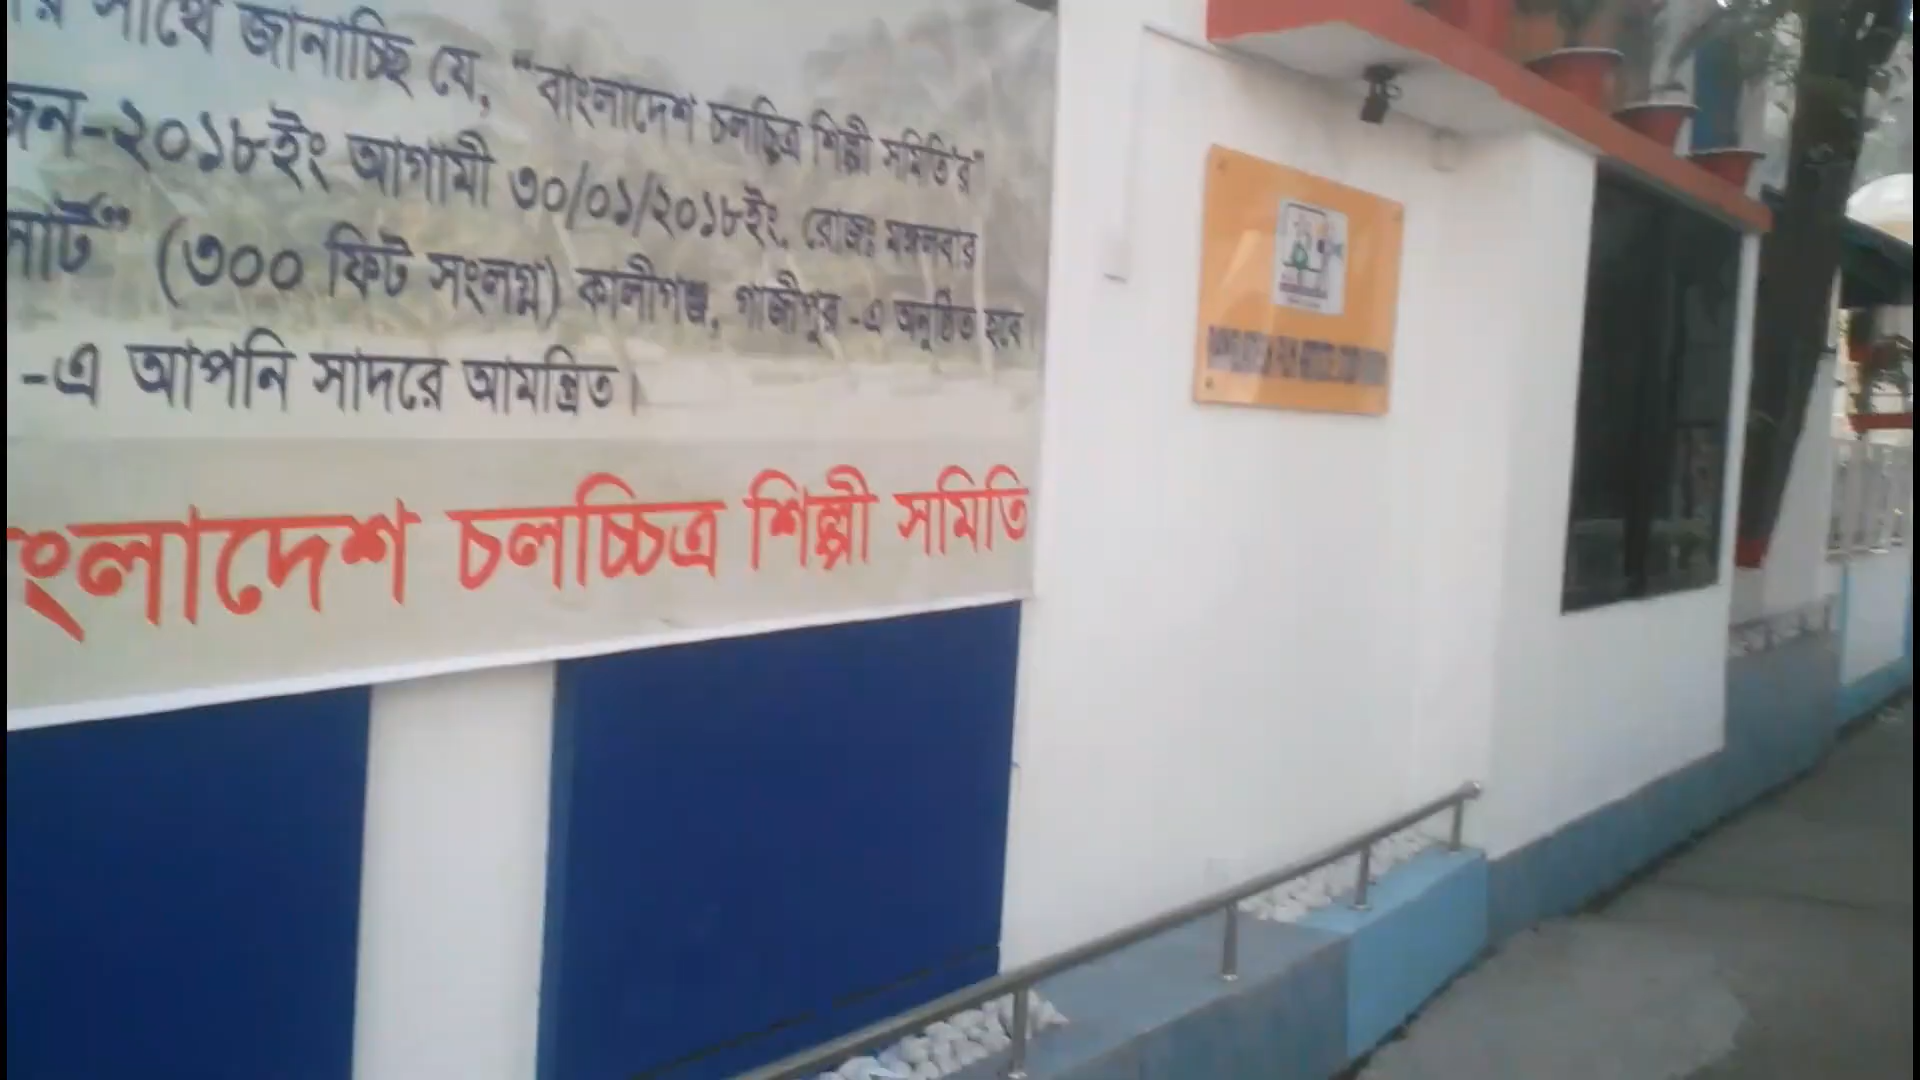 সাথে জানাচ্ছি যে, "বাংলাদেশ চলচ্চিত্র শিল্পী সমিতি'র"
জন-২০১৮ইং আগামী ৩০/০১/২০১৮ইং, রোজঃ মঙ্গলবার
(৩০০ ফিট সংলগ্ন) কালীগঞ্জ, গাজীপুর -এ অনুষ্ঠিত হবে।
-এ আপনি সাদরে আমন্ত্রিত।
বাংলাদেশ চলচ্চিত্র শিল্পী সমিতি